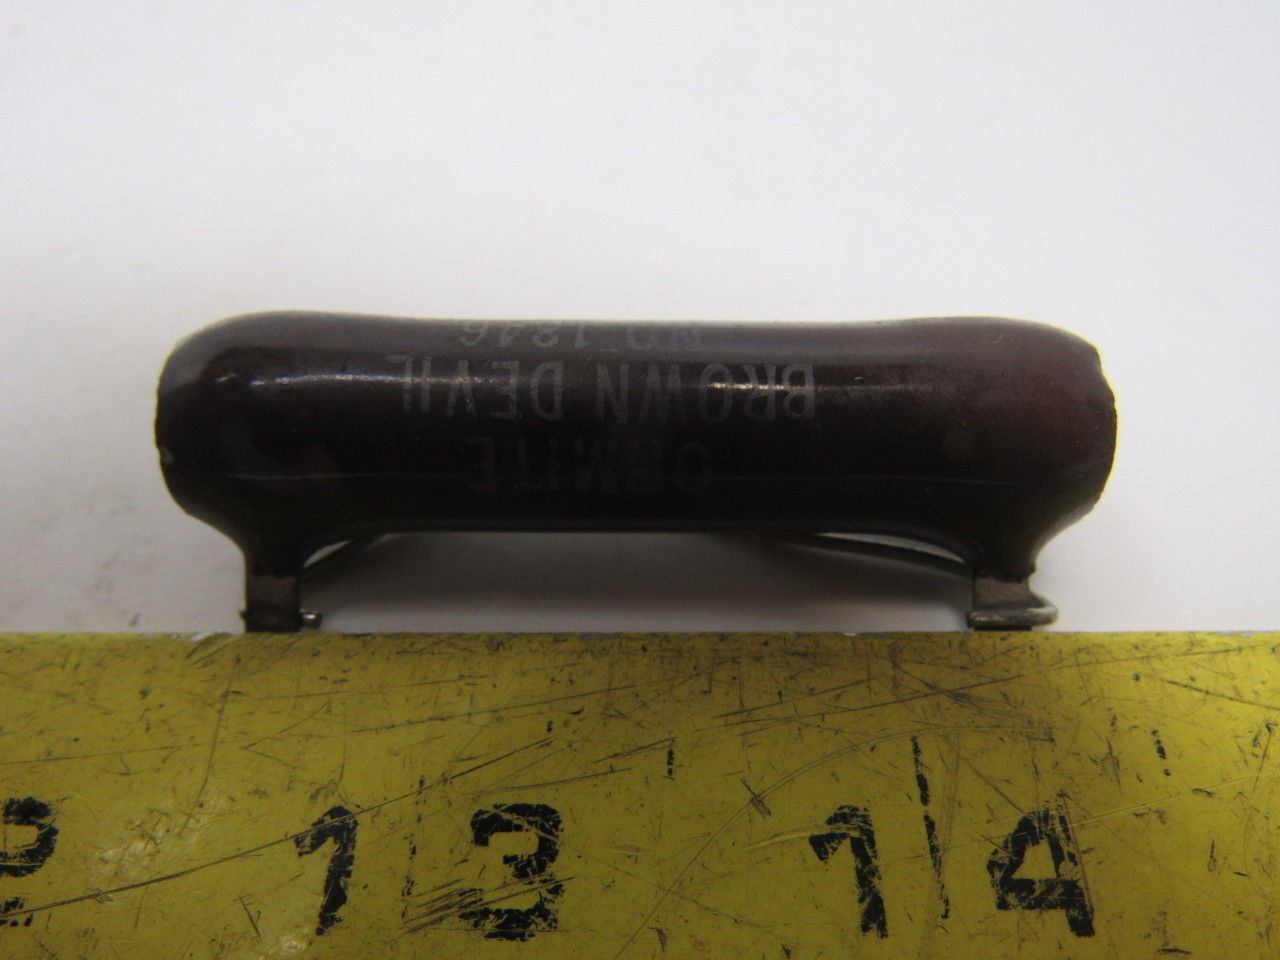 OHMITE
BROWN DEVIL
NO 1846
13 14